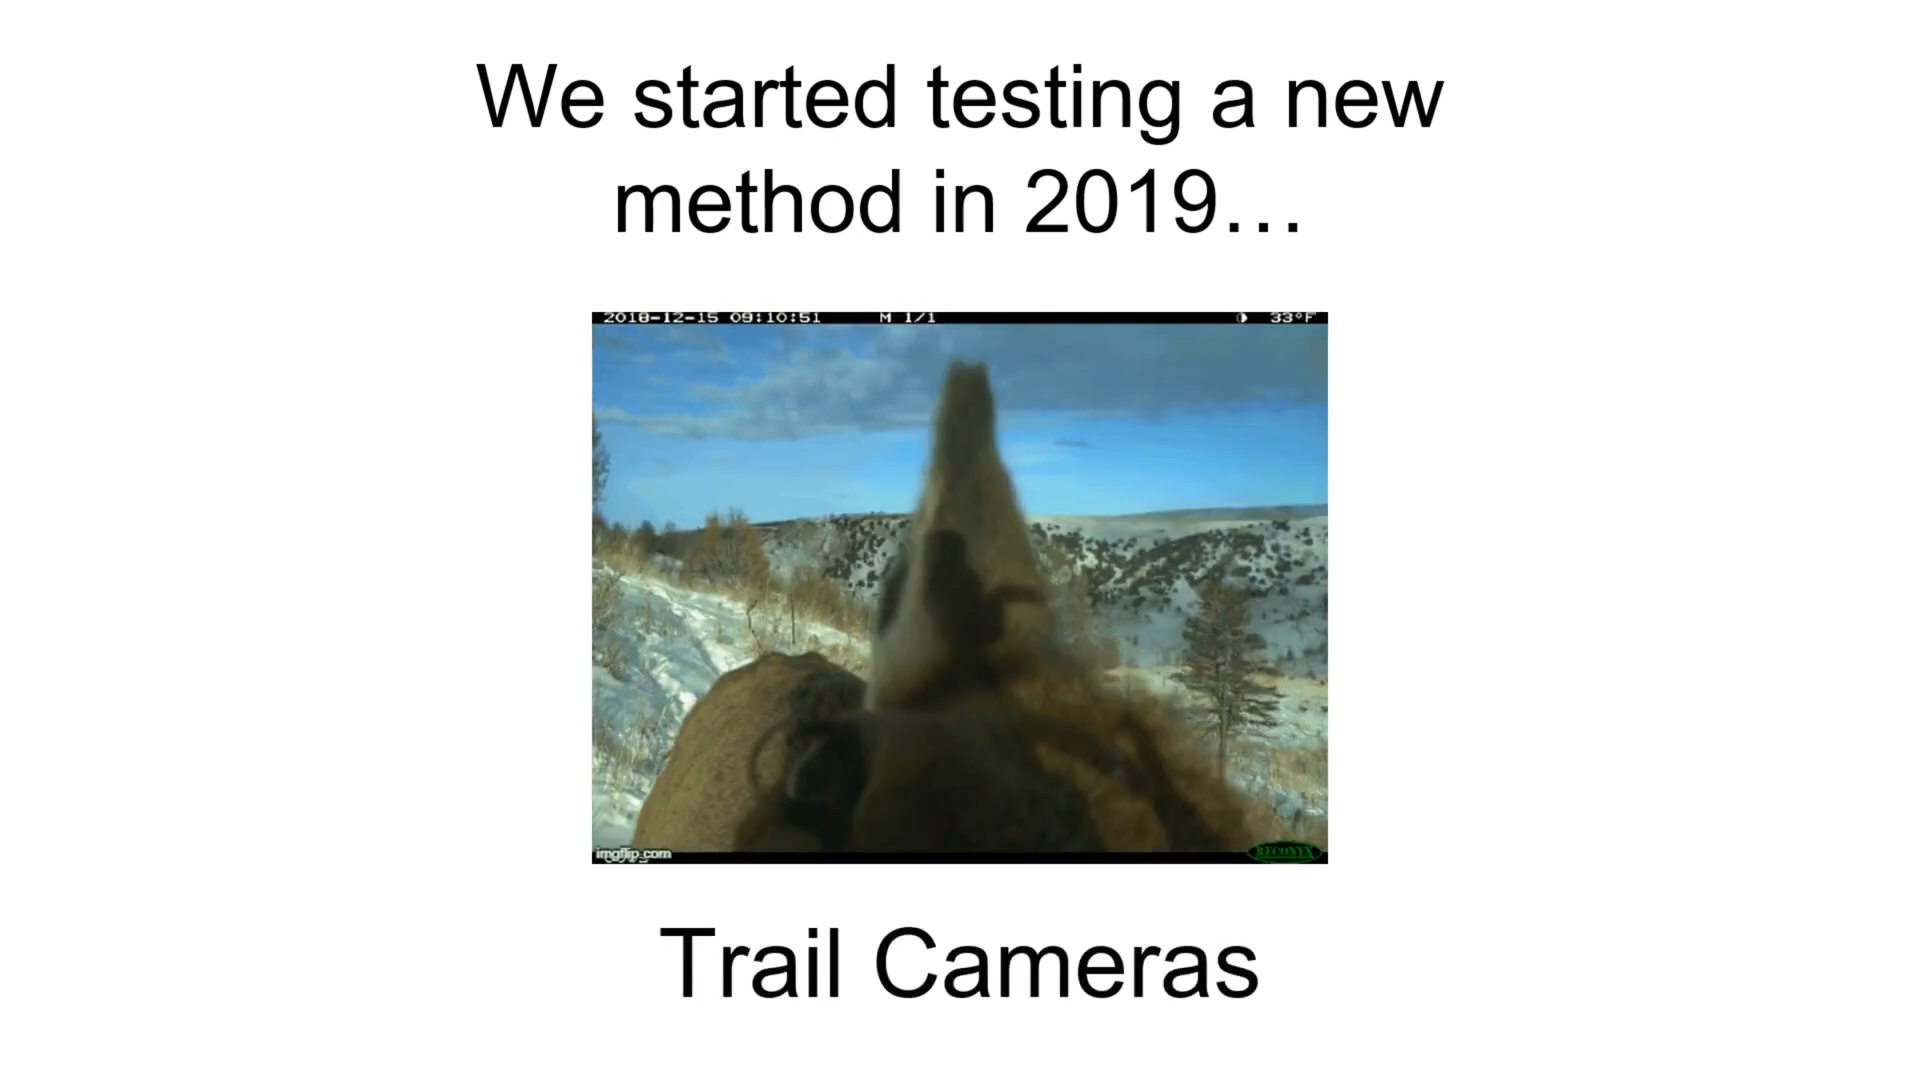 We started testing a new
method in 2019…
2018-12-15 09:10:51 M 1/1 33°F
imgflip.com
RECONYX
Trail Cameras